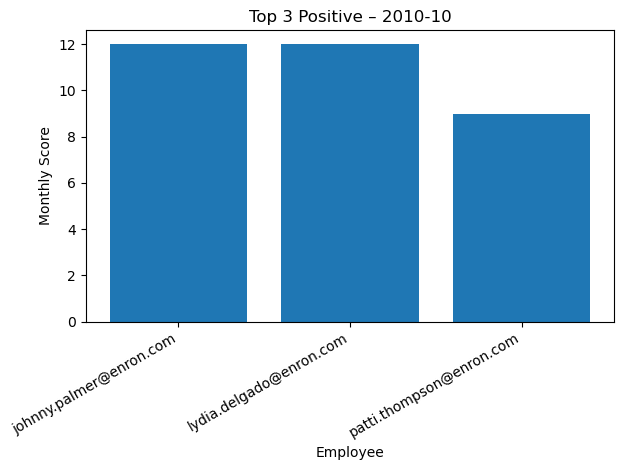 Top 3 Positive – 2010-10
Monthly Score
12
10
8
6
4
2
0
johnny.palmer@enron.com
lydia.delgado@enron.com
patti.thompson@enron.com
Employee